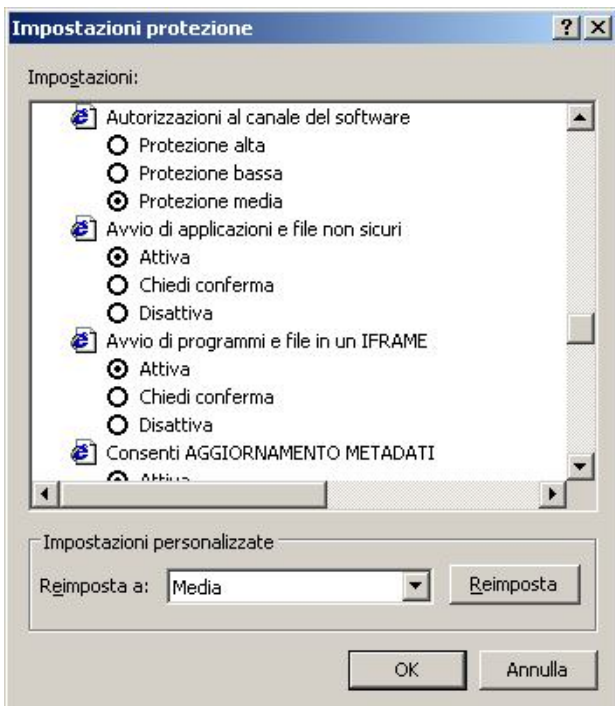 Impostazioni protezione
Impostazioni:
Autorizzazioni al canale del software
Protezione alta
Protezione bassa
Protezione media
Avvio di applicazioni e file non sicuri
Attiva
Chiedi conferma
Disattiva
Avvio di programmi e file in un IFRAME
Attiva
Chiedi conferma
Disattiva
Consenti AGGIORNAMENTO METADATI
Attiva
Impostazioni personalizzate
Reimposta a: Media Reimposta
OK Annulla